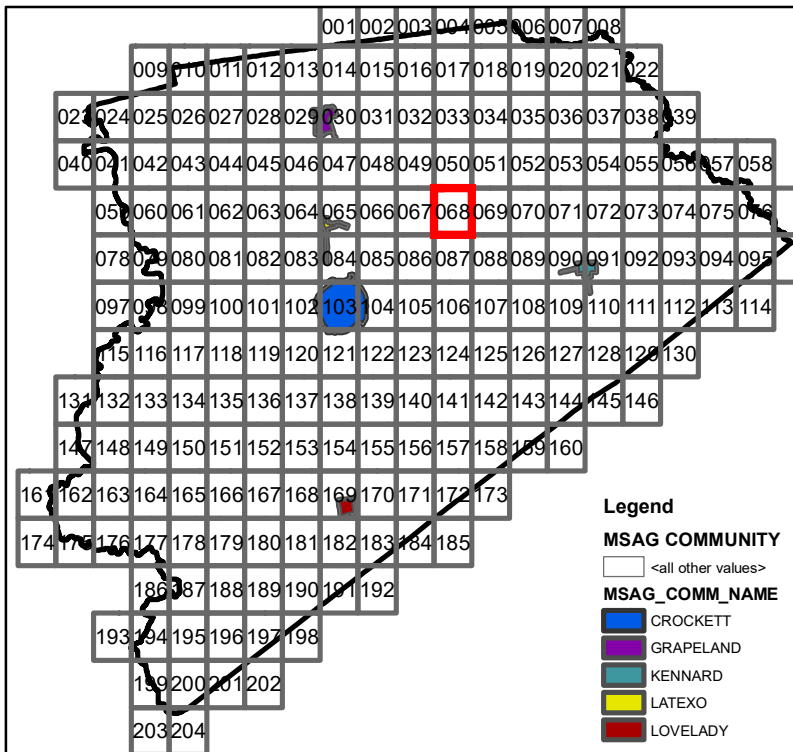 001 002 003 004 005 006 007 008
009 010 011 012 013 014 015 016 017 018 019 020 021 022
023 024 025 026 027 028 029 030 031 032 033 034 035 036 037 038 039
040 041 042 043 044 045 046 047 048 049 050 051 052 053 054 055 056 057 058
059 060 061 062 063 064 065 066 067 068 069 070 071 072 073 074 075 076
078 079 080 081 082 083 084 085 086 087 088 089 090 091 092 093 094 095
097 098 099 100 101 102 103 104 105 106 107 108 109 110 111 112 113 114
115 116 117 118 119 120 121 122 123 124 125 126 127 128 129 130
131 132 133 134 135 136 137 138 139 140 141 142 143 144 145 146
147 148 149 150 151 152 153 154 155 156 157 158 159 160
161 162 163 164 165 166 167 168 169 170 171 172 173
174 175 176 177 178 179 180 181 182 183 184 185
186 187 188 189 190 191 192
193 194 195 196 197 198
199 200 201 202
203 204
Legend
MSAG COMMUNITY
<all other values>
MSAG_COMM_NAME
CROCKETT
GRAPELAND
KENNARD
LATEXO
LOVELADY